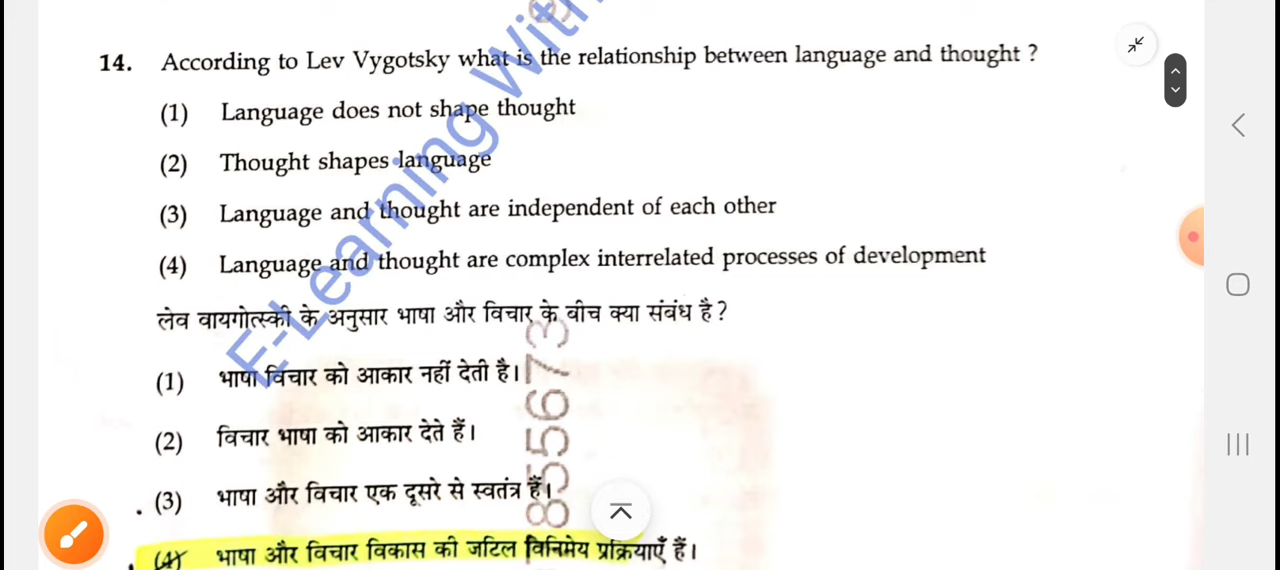 14. According to Lev Vygotsky what is the relationship between language and thought ?
(1) Language does not shape thought
(2) Thought shapes language
(3) Language and thought are independent of each other
(4) Language and thought are complex interrelated processes of development
लेव वायगोत्स्की के अनुसार भाषा और विचार के बीच क्या संबंध है ?
(1) भाषा विचार को आकार नहीं देती है।
(2) विचार भाषा को आकार देते हैं।
(3) भाषा और विचार एक दूसरे से स्वतंत्र हैं।
(4) भाषा और विचार विकास की जटिल विनिमेय प्रक्रियाएँ हैं।
E-Learning With
855673